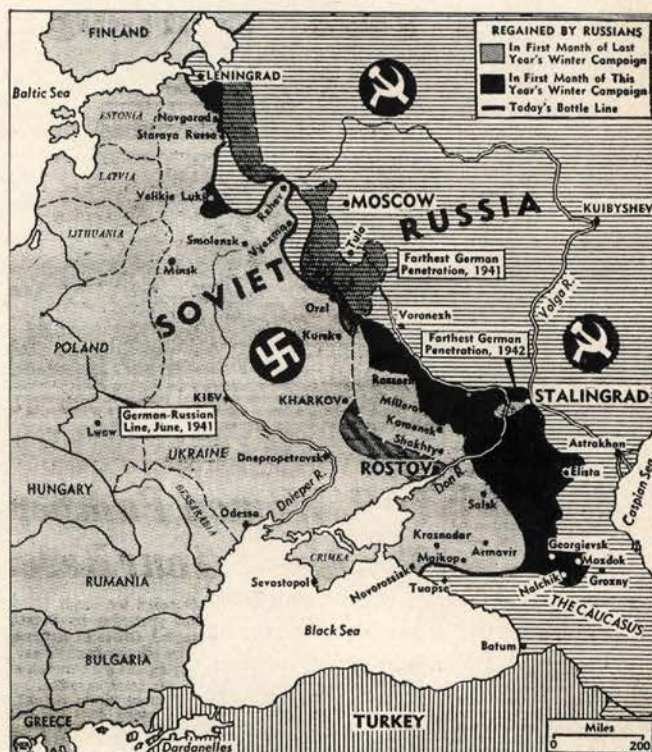 REGAINED BY RUSSIANS
In First Month of Last
Year's Winter Campaign
In First Month of This
Year's Winter Campaign
Today's Battle Line
FINLAND
LENINGRAD
Baltic Sea
ESTONIA
Novgorod
Staraya Russa
LATVIA
Velikie Luki
Rzhev
MOSCOW
RUSSIA
KUIBYSHEV
LITHUANIA
Smolensk
Vyazma
Tula
Minsk
SOVIET
Farthest German
Penetration, 1941
Volga R.
Orel
Voronezh
POLAND
Kursk
Farthest German
Penetration, 1942
KIEV
KHARKOV
Rossosh
STALINGRAD
Millerovo
German-Russian
Line, June, 1941
Kamensk
Lwow
Shakhtye
Astrakhan
UKRAINE
Dnepropetrovsk
ROSTOV
Elista
Don R.
HUNGARY
Dnieper R.
Salsk
Caspian Sea
BESSARABIA
Odessa
Krasnodar
Georgievsk
CRIMEA
Maikop
Armavir
Mozdok
RUMANIA
Sevostopol
Novorossisk
Nalchik
Grozny
Tuopse
THE CAUCASUS
Black Sea
BULGARIA
Batum
GREECE
TURKEY
Miles
0 200
Dardanelles